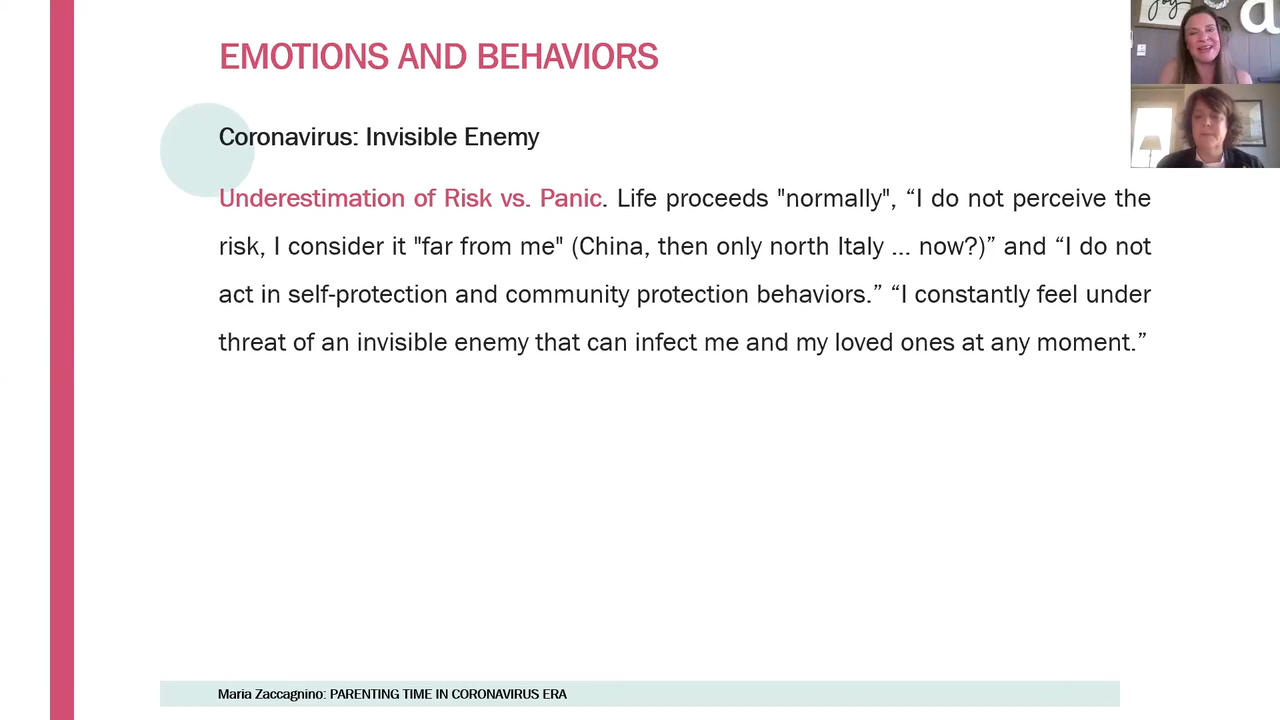 EMOTIONS AND BEHAVIORS
Coronavirus: Invisible Enemy
Underestimation of Risk vs. Panic. Life proceeds "normally", “I do not perceive the
risk, I consider it "far from me" (China, then only north Italy ... now?)” and “I do not
act in self-protection and community protection behaviors.” “I constantly feel under
threat of an invisible enemy that can infect me and my loved ones at any moment.”
Maria Zaccagnino: PARENTING TIME IN CORONAVIRUS ERA
joy
a